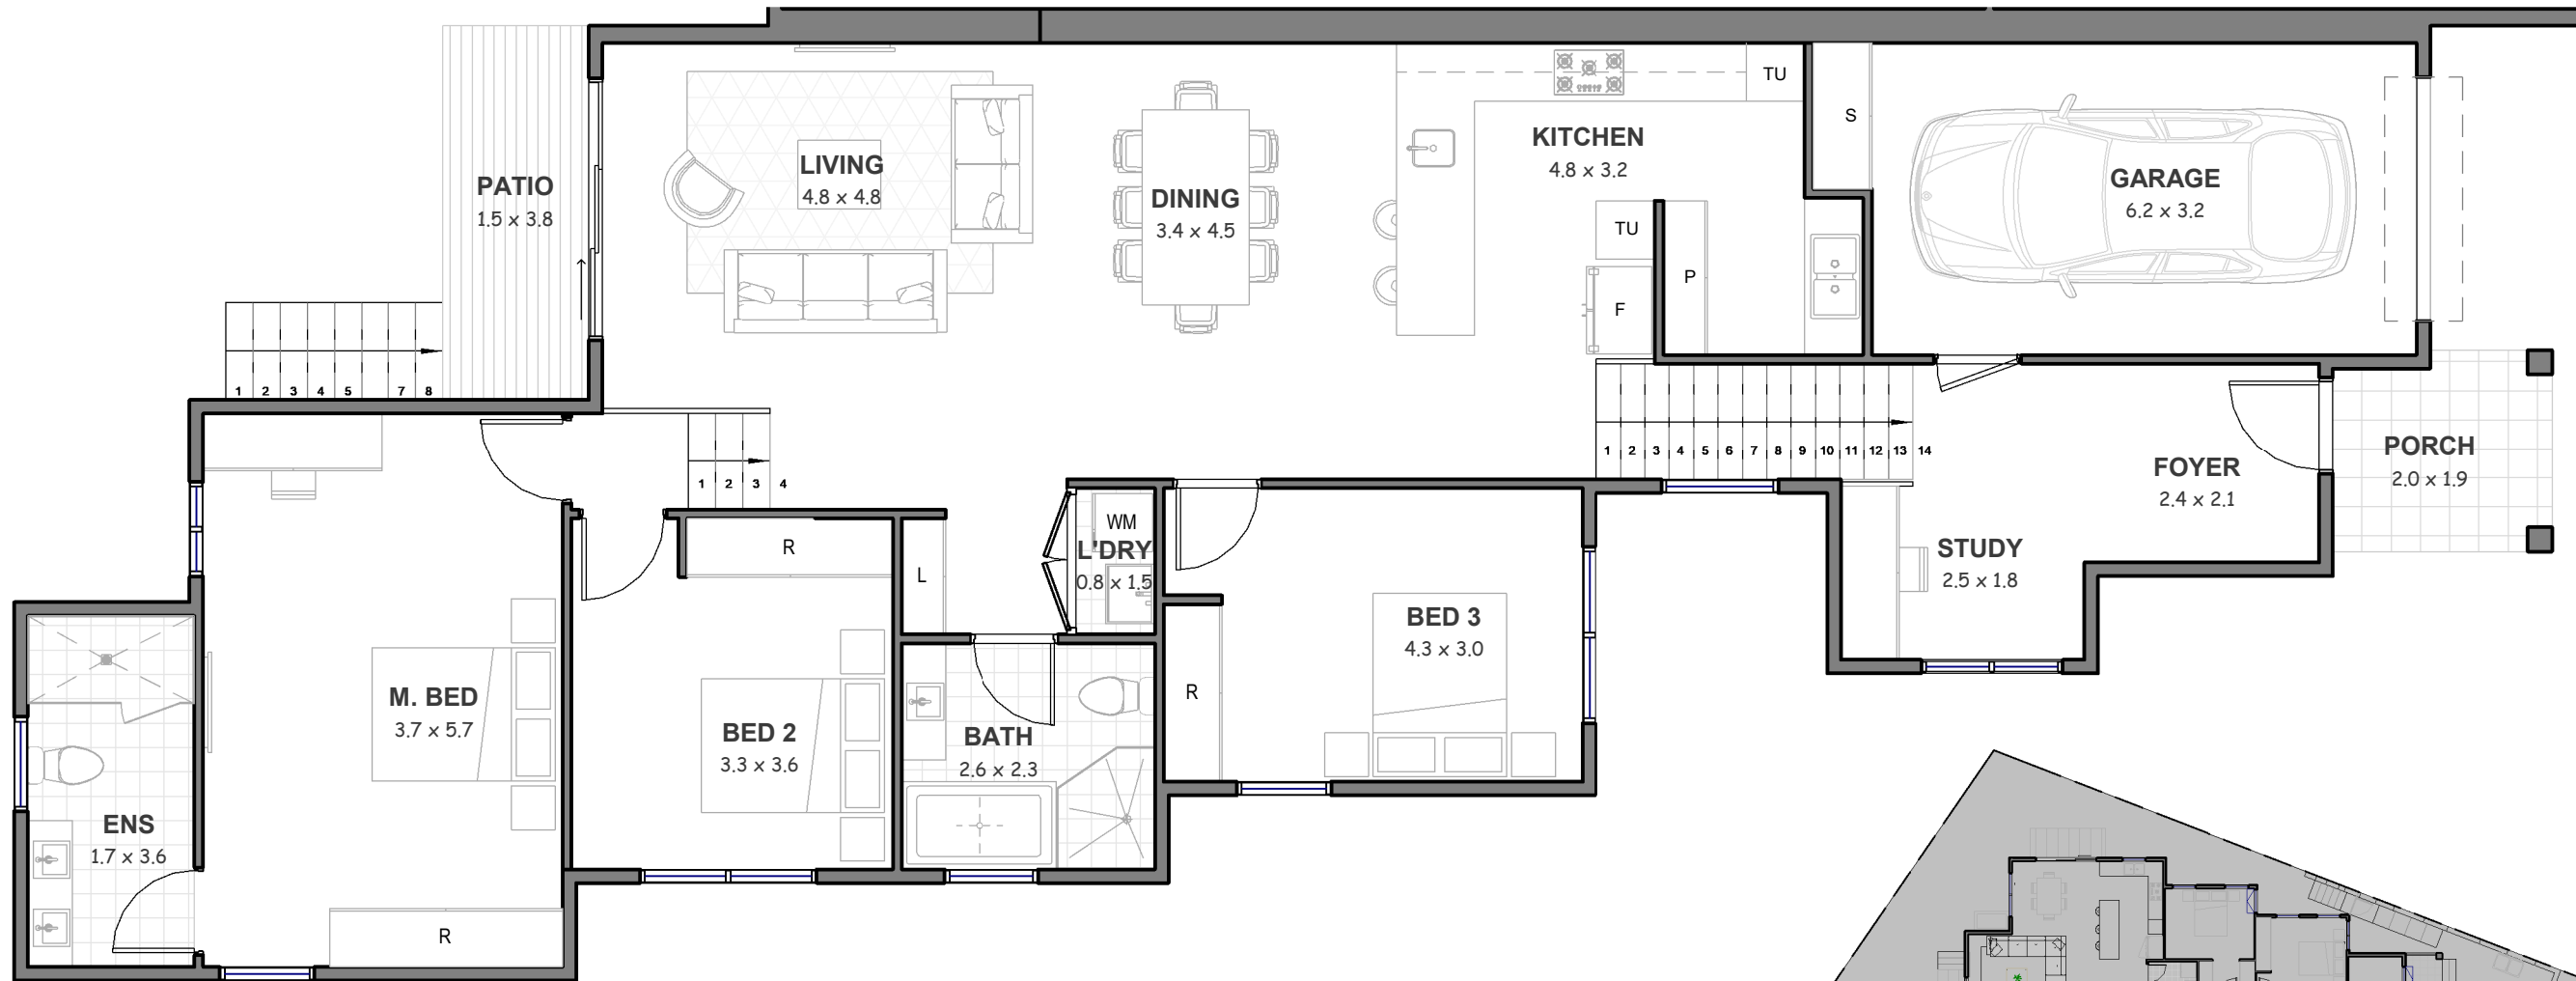 TU
S
KITCHEN
4.8 x 3.2
LIVING
4.8 x 4.8
GARAGE
6.2 x 3.2
PATIO
1.5 x 3.8
DINING
3.4 x 4.5
TU
P
F
1 2 3 4 5 7 8
1 2 3 4 5 6 7 8 9 10 11 12 13 14
PORCH
2.0 x 1.9
FOYER
2.4 x 2.1
1 2 3 4
WM
L'DRY
0.8 x 1.5
R
L
STUDY
2.5 x 1.8
BED 3
4.3 x 3.0
M. BED
3.7 x 5.7
R
BED 2
3.3 x 3.6
BATH
2.6 x 2.3
ENS
1.7 x 3.6
R